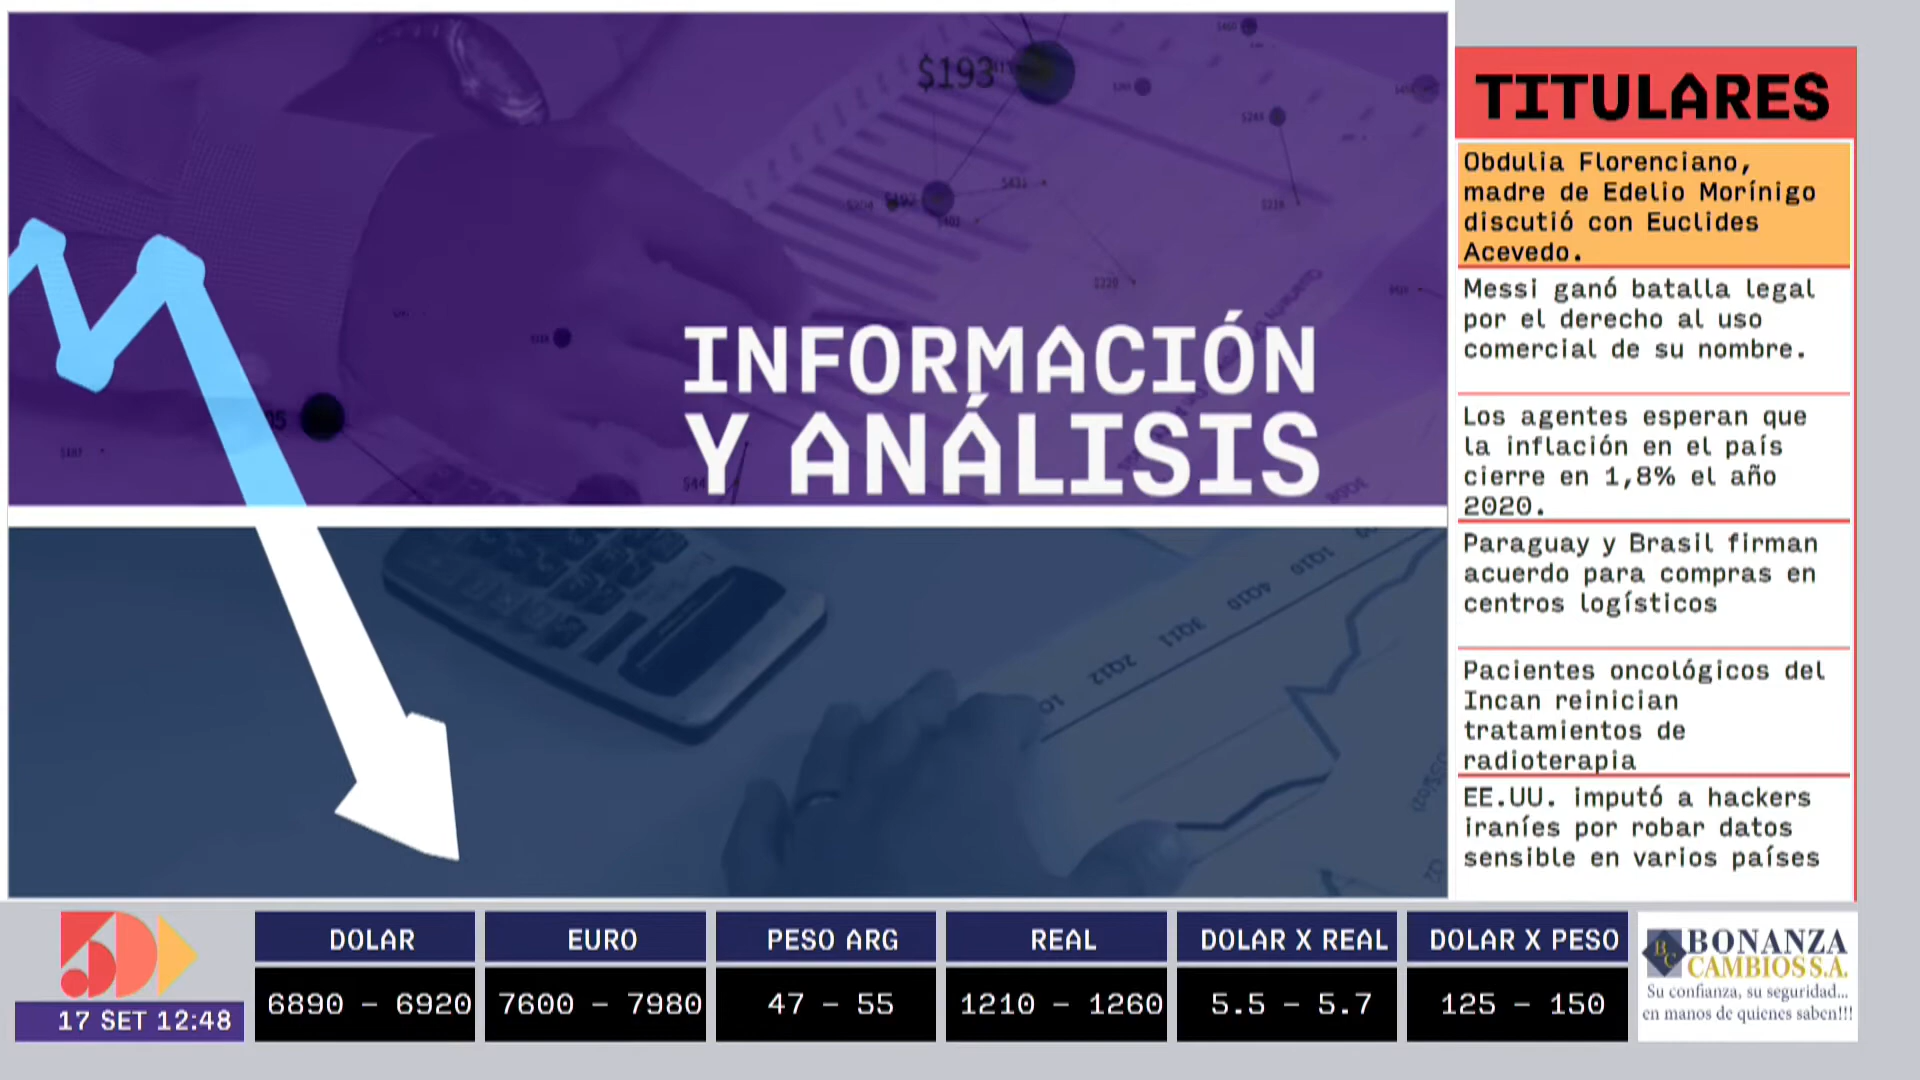 $193
INFORMACIÓN
Y ANÁLISIS
4Q10
3Q11
2Q12
TITULARES
Obdulia Florenciano,
madre de Edelio Morínigo
discutió con Euclides
Acevedo.
Messi ganó batalla legal
por el derecho al uso
comercial de su nombre.
Los agentes esperan que
la inflación en el país
cierre en 1,8% el año
2020.
Paraguay y Brasil firman
acuerdo para compras en
centros logísticos
Pacientes oncológicos del
Incan reinician
tratamientos de
radioterapia
EE.UU. imputó a hackers
iraníes por robar datos
sensible en varios países
5D
17 SET 12:48
DOLAR
6890 - 6920
EURO
7600 - 7980
PESO ARG
47 - 55
REAL
1210 - 1260
DOLAR X REAL
5.5 - 5.7
DOLAR X PESO
125 - 150
BC
BONANZA
CAMBIOS S.A.
Su confianza, su seguridad...
en manos de quienes saben!!!